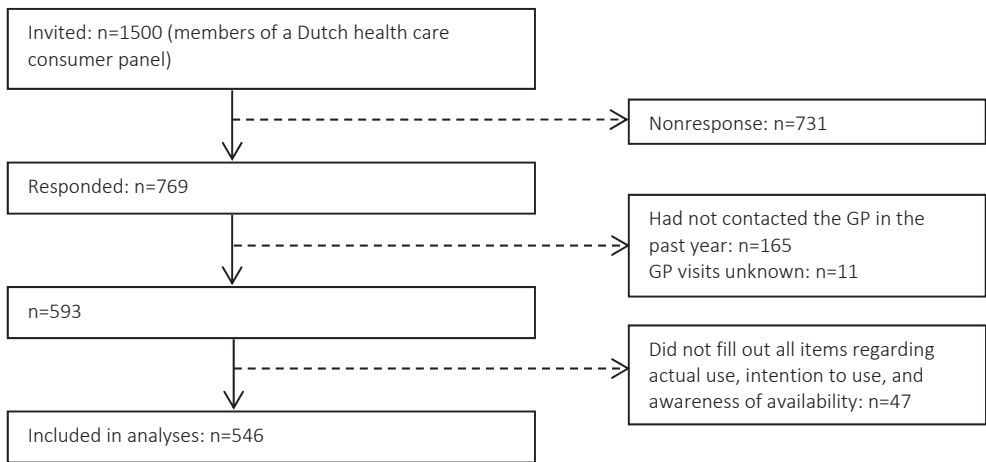 Invited: n=1500 (members of a Dutch health care
consumer panel)
Nonresponse: n=731
Responded: n=769
Had not contacted the GP in the
past year: n=165
GP visits unknown: n=11
n=593
Did not fill out all items regarding
actual use, intention to use, and
awareness of availability: n=47
Included in analyses: n=546